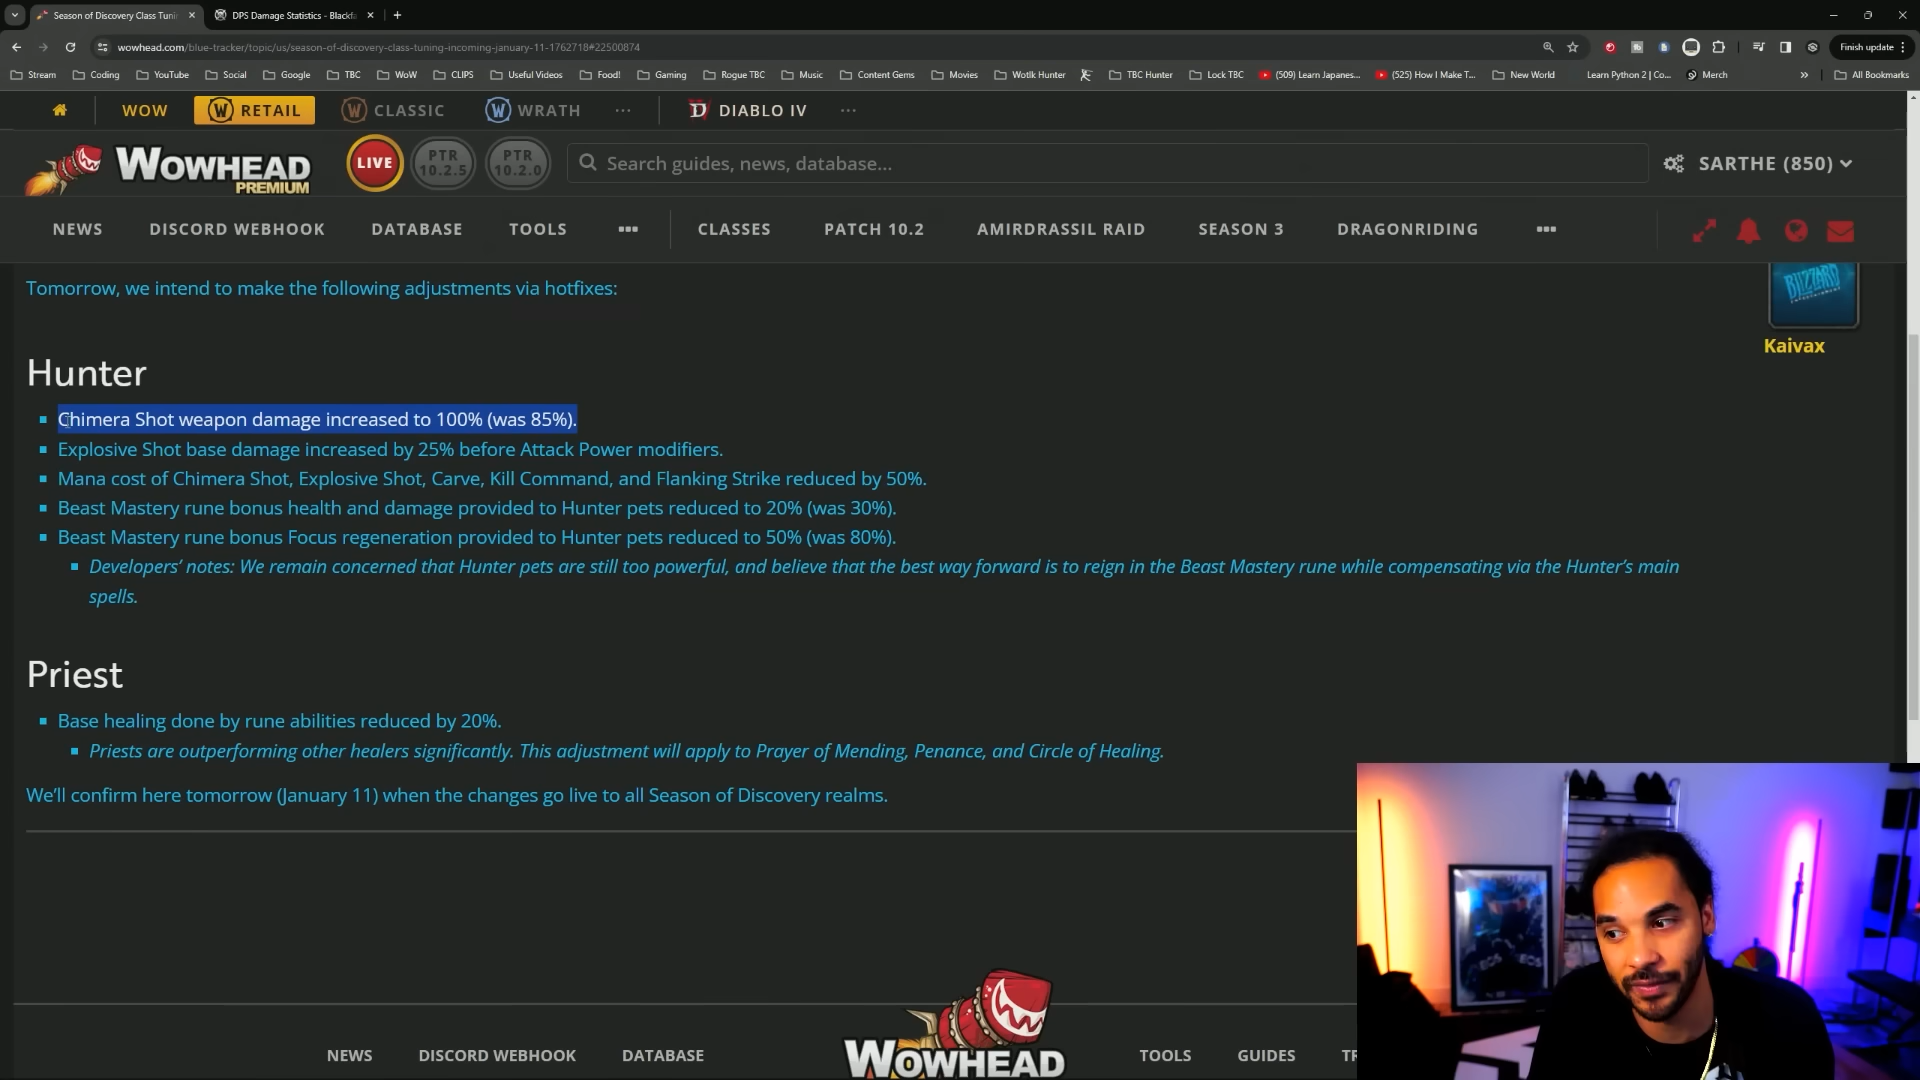 Season of Discovery Class Tuni
DPS Damage Statistics - Blackfa
wowhead.com/blue-tracker/topic/us/season-of-discovery-class-tuning-incoming-january-11-1762718#22500874
Finish update
Stream
Coding
YouTube
Social
Google
TBC
WoW
CLIPS
Useful Videos
Food!
Gaming
Rogue TBC
Music
Content Gems
Movies
Wotlk Hunter
TBC Hunter
Lock TBC
(509) Learn Japanes...
(525) How I Make T...
New World
Learn Python 2 | Co...
Merch
All Bookmarks
WOW
RETAIL
CLASSIC
WRATH
DIABLO IV
WOWHEAD
PREMIUM
LIVE
PTR
10.2.5
PTR
10.2.0
Search guides, news, database...
SARTHE (850)
NEWS
DISCORD WEBHOOK
DATABASE
TOOLS
CLASSES
PATCH 10.2
AMIRDRASSIL RAID
SEASON 3
DRAGONRIDING
Tomorrow, we intend to make the following adjustments via hotfixes:
BLIZZARD
ENTERTAINMENT
Kaivax
Hunter
Chimera Shot weapon damage increased to 100% (was 85%).
Explosive Shot base damage increased by 25% before Attack Power modifiers.
Mana cost of Chimera Shot, Explosive Shot, Carve, Kill Command, and Flanking Strike reduced by 50%.
Beast Mastery rune bonus health and damage provided to Hunter pets reduced to 20% (was 30%).
Beast Mastery rune bonus Focus regeneration provided to Hunter pets reduced to 50% (was 80%).
Developers’ notes: We remain concerned that Hunter pets are still too powerful, and believe that the best way forward is to reign in the Beast Mastery rune while compensating via the Hunter’s main
spells.
Priest
Base healing done by rune abilities reduced by 20%.
Priests are outperforming other healers significantly. This adjustment will apply to Prayer of Mending, Penance, and Circle of Healing.
We’ll confirm here tomorrow (January 11) when the changes go live to all Season of Discovery realms.
NEWS
DISCORD WEBHOOK
DATABASE
WOWHEAD
TOOLS
GUIDES